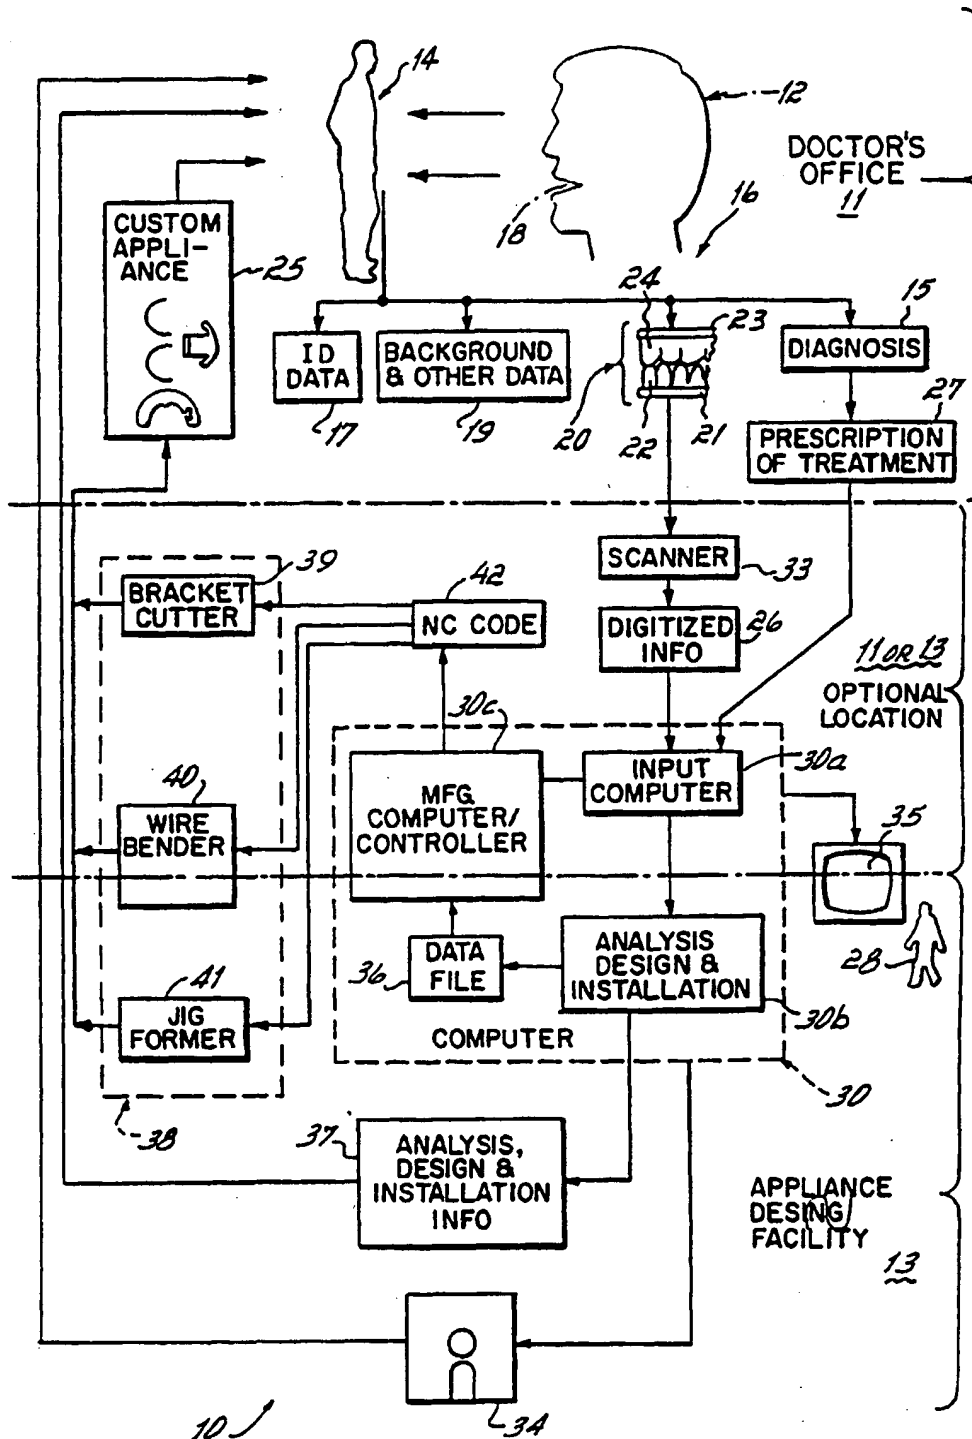 14
12
DOCTOR'S
OFFICE
11
18
16
CUSTOM
APPLI-
ANCE
25
24
23
15
ID
DATA
17
BACKGROUND
& OTHER DATA
19
20
22
21
DIAGNOSIS
27
PRESCRIPTION
OF TREATMENT
SCANNER
33
39
BRACKET
CUTTER
42
NC CODE
DIGITIZED
INFO
26
11 OR 13
OPTIONAL
LOCATION
30c
MFG.
COMPUTER/
CONTROLLER
INPUT
COMPUTER
30a
40
WIRE
BENDER
35
DATA
FILE
36
ANALYSIS
DESIGN &
INSTALLATION
30b
28
41
JIG
FORMER
COMPUTER
30
38
37
ANALYSIS,
DESIGN &
INSTALLATION
INFO
APPLIANCE
DESING
FACILITY
13
34
10